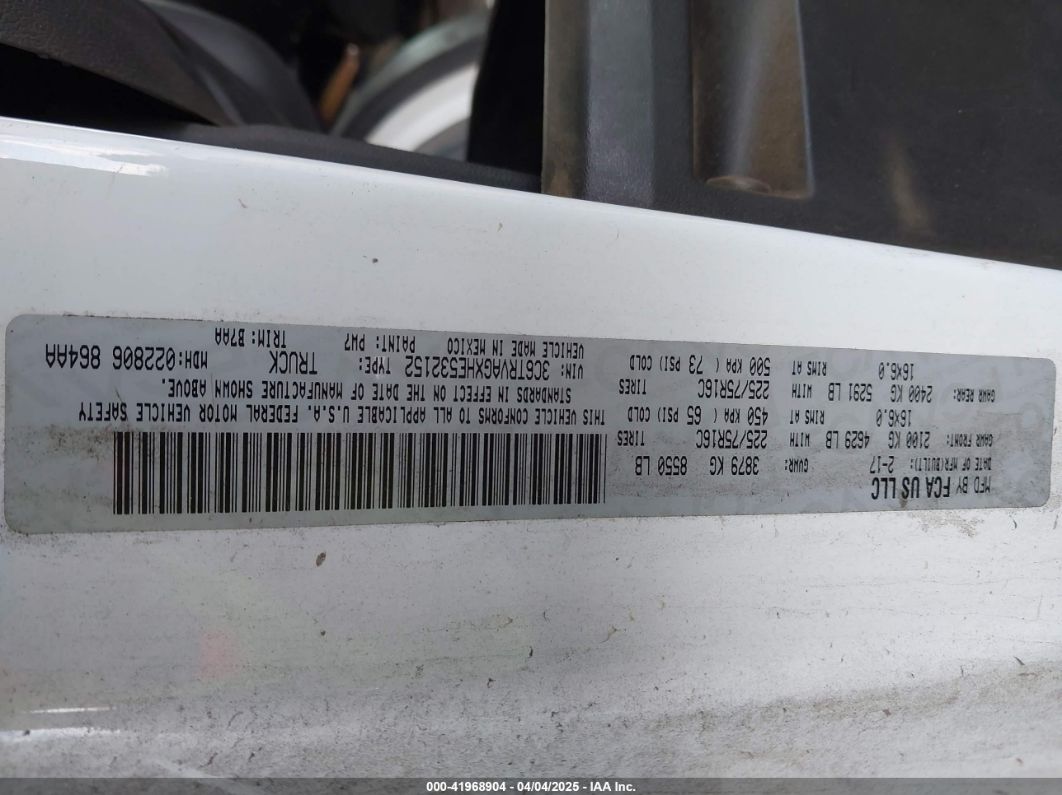 MFD BY FCA US LLC
DATE OF MFR(BUILT): 2-17 GVWR: 3879 KG 8550 LB
GAWR FRONT: 2100 KG 4629 LB WITH 225/75R16C TIRES
16X6.0 RIMS AT 450 KPA ( 65 PSI) COLD
GAWR REAR: 2400 KG 5291 LB WITH 225/75R16C TIRES
16X6.0 RIMS AT 500 KPA ( 73 PSI) COLD
THIS VEHICLE CONFORMS TO ALL APPLICABLE U.S.A. FEDERAL MOTOR VEHICLE SAFETY
STANDARDS IN EFFECT ON THE DATE OF MANUFACTURE SHOWN ABOVE.
VIN: 3C6TRVAGXHE532152 TYPE: TRUCK MDH:022806 864AA
VEHICLE MADE IN MEXICO PAINT: PW7 TRIM: B7AA
000-41968904 - 04/04/2025 - IAA Inc.